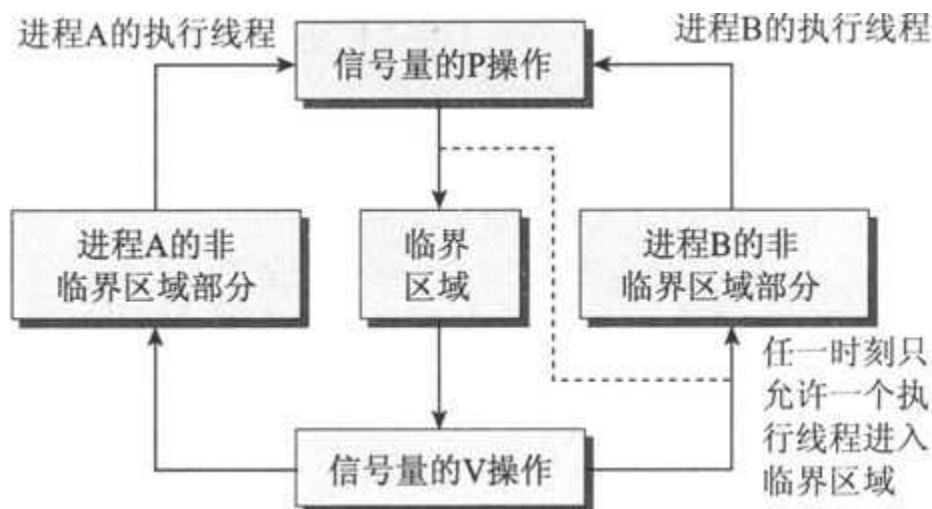 进程A的执行线程
进程B的执行线程
信号量的P操作
进程A的非
临界区域部分
临界
区域
进程B的非
临界区域部分
任一时刻只
允许一个执
行线程进入
临界区域
信号量的V操作